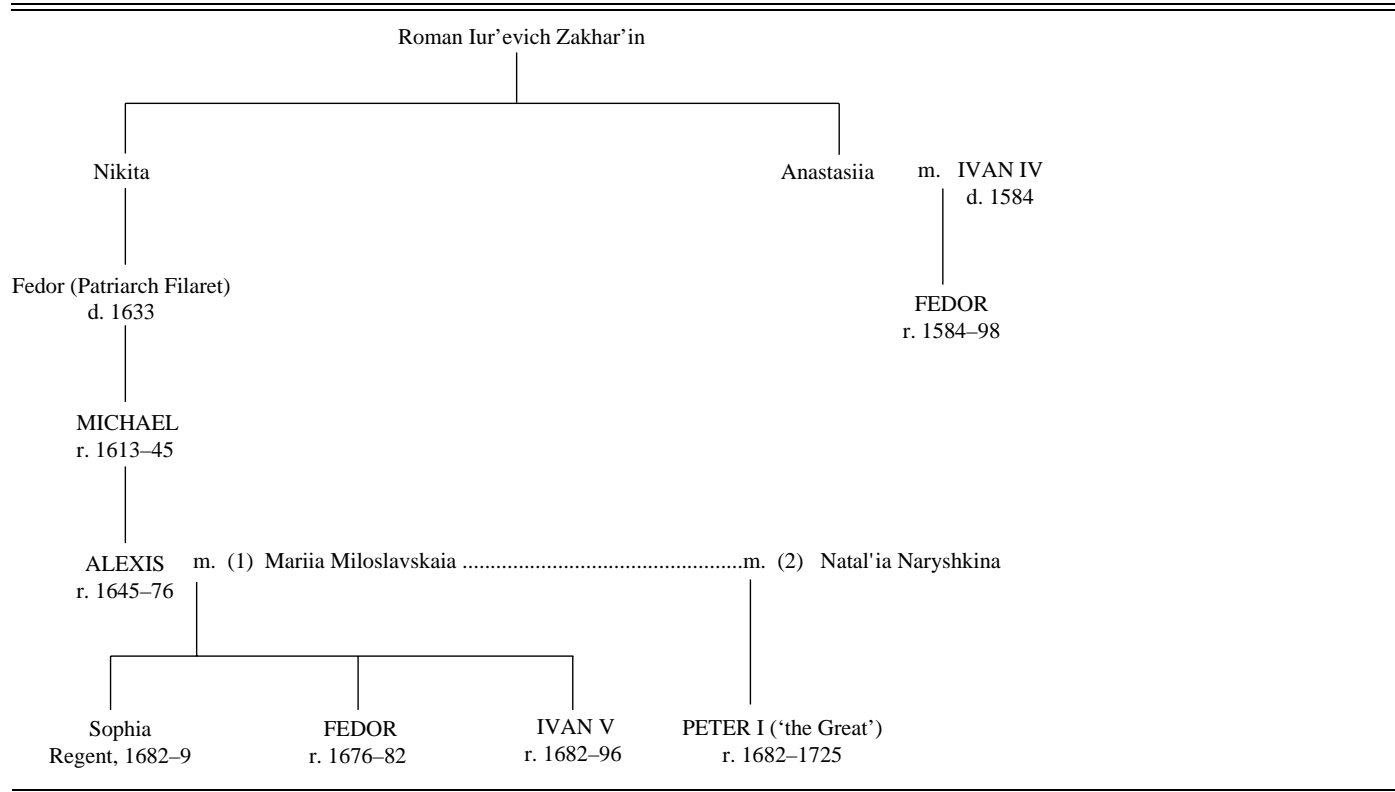 Roman Iur’evich Zakhar’in
Nikita
Anastasiia m. IVAN IV
d. 1584
Fedor (Patriarch Filaret)
d. 1633
FEDOR
r. 1584–98
MICHAEL
r. 1613–45
ALEXIS m. (1) Mariia Miloslavskaia ..................................................m. (2) Natal'ia Naryshkina
r. 1645–76
Sophia
Regent, 1682–9
FEDOR
r. 1676–82
IVAN V
r. 1682–96
PETER I (‘the Great’)
r. 1682–1725